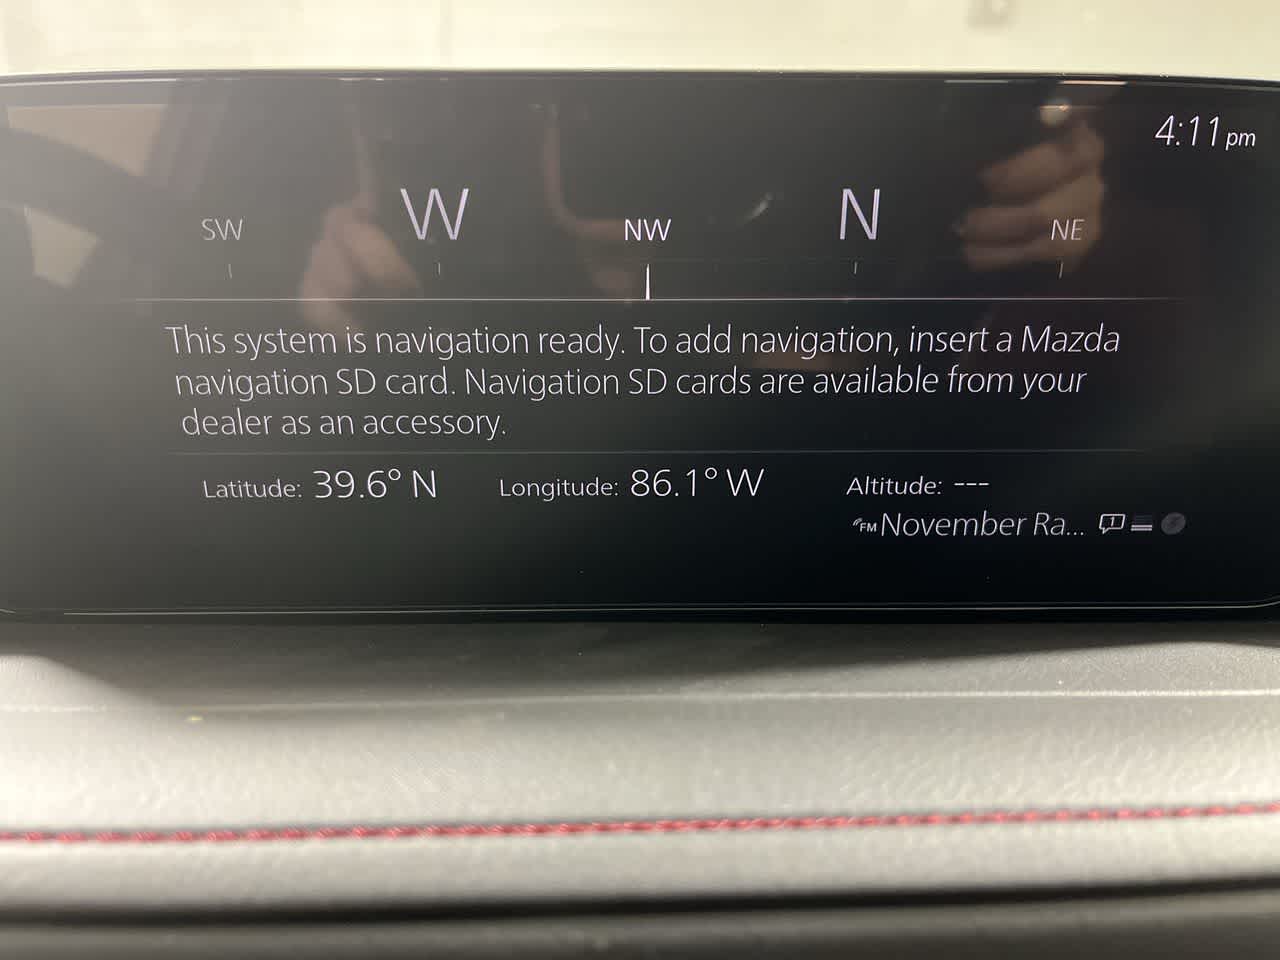 4:11 pm
SW W NW N NE
This system is navigation ready. To add navigation, insert a Mazda
navigation SD card. Navigation SD cards are available from your
dealer as an accessory.
Latitude: 39.6° N Longitude: 86.1° W Altitude: ---
FM November Ra... 1